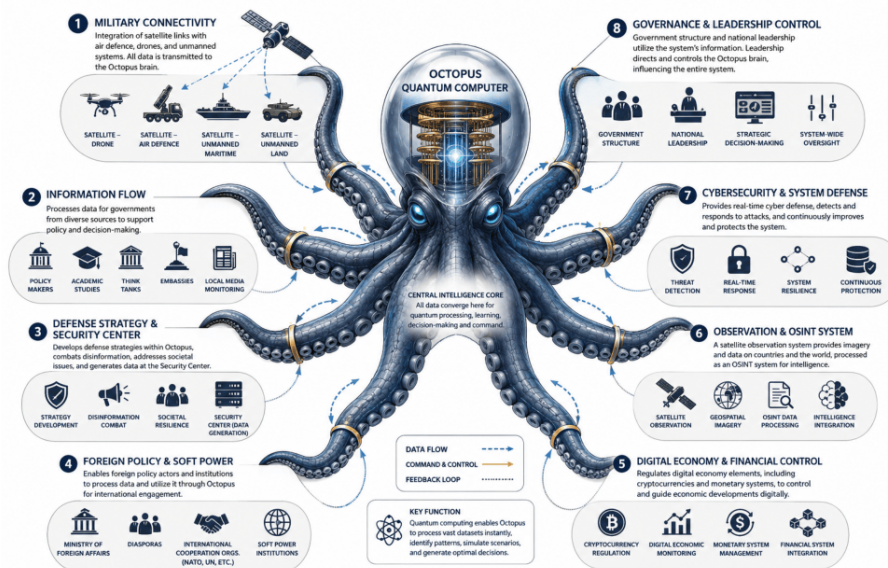 1 MILITARY CONNECTIVITY
Integration of satellite links with
air defence, drones, and unmanned
systems. All data is transmitted to
the Octopus brain.
SATELLITE –
DRONE
SATELLITE –
AIR DEFENCE
SATELLITE –
UNMANNED
MARITIME
SATELLITE –
UNMANNED
LAND
OCTOPUS
QUANTUM COMPUTER
8 GOVERNANCE & LEADERSHIP CONTROL
Government structure and national leadership
utilize the system's information. Leadership
directs and controls the Octopus brain,
influencing the entire system.
GOVERNMENT
STRUCTURE
NATIONAL
LEADERSHIP
STRATEGIC
DECISION-MAKING
SYSTEM-WIDE
OVERSIGHT
2 INFORMATION FLOW
Processes data for governments
from diverse sources to support
policy and decision-making.
POLICY
MAKERS
ACADEMIC
STUDIES
THINK
TANKS
EMBASSIES
LOCAL MEDIA
MONITORING
7 CYBERSECURITY & SYSTEM DEFENSE
Provides real-time cyber defense, detects and
responds to attacks, and continuously improves
and protects the system.
THREAT
DETECTION
REAL-TIME
RESPONSE
SYSTEM
RESILIENCE
CONTINUOUS
PROTECTION
CENTRAL INTELLIGENCE CORE
All data converge here for
quantum processing, learning,
decision-making and command.
3 DEFENSE STRATEGY &
SECURITY CENTER
Develops defense strategies within Octopus,
combats disinformation, addresses societal
issues, and generates data at the Security Center.
STRATEGY
DEVELOPMENT
DISINFORMATION
COMBAT
SOCIETAL
RESILIENCE
SECURITY
CENTER (DATA
GENERATION)
6 OBSERVATION & OSINT SYSTEM
A satellite observation system provides imagery
and data on countries and the world, processed
as an OSINT system for intelligence.
SATELLITE
OBSERVATION
GEOSPATIAL
IMAGERY
OSINT DATA
PROCESSING
INTELLIGENCE
INTEGRATION
4 FOREIGN POLICY & SOFT POWER
Enables foreign policy actors and institutions
to process data and utilize it through Octopus
for international engagement.
MINISTRY OF
FOREIGN AFFAIRS
DIASPORAS
INTERNATIONAL
COOPERATION ORGS.
(NATO, UN, ETC.)
SOFT POWER
INSTITUTIONS
DATA FLOW
COMMAND & CONTROL
FEEDBACK LOOP
KEY FUNCTION
Quantum computing enables Octopus
to process vast datasets instantly,
identify patterns, simulate scenarios,
and generate optimal decisions.
5 DIGITAL ECONOMY & FINANCIAL CONTROL
Regulates digital economy elements, including
cryptocurrencies and monetary systems, to control
and guide economic developments digitally.
CRYPTOCURRENCY
REGULATION
DIGITAL ECONOMIC
MONITORING
MONETARY SYSTEM
MANAGEMENT
FINANCIAL SYSTEM
INTEGRATION